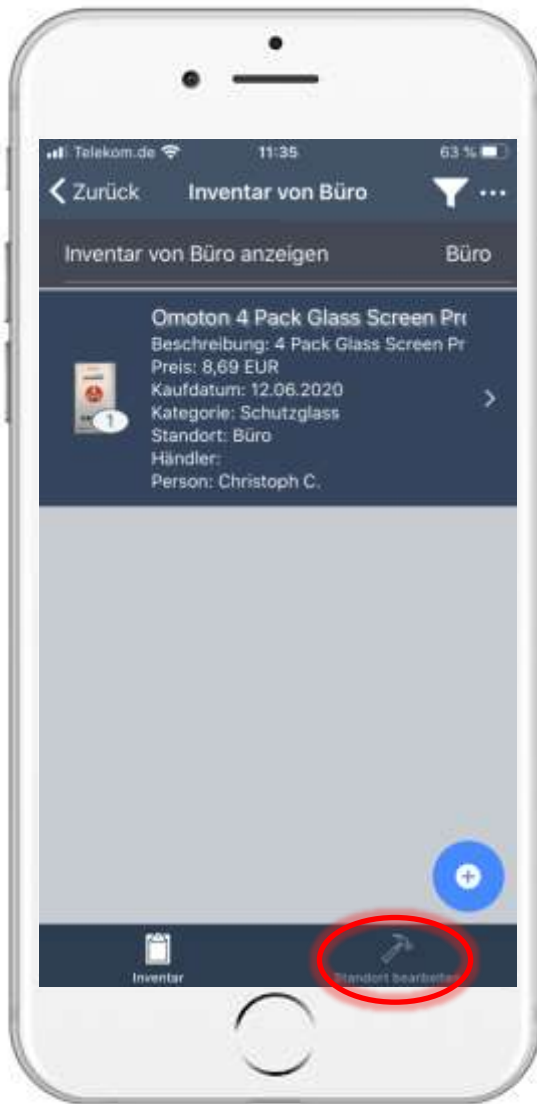 Telekom.de 11:35 63 %
Zurück Inventar von Büro ...
Inventar von Büro anzeigen Büro
Omoton 4 Pack Glass Screen Pro
Beschreibung: 4 Pack Glass Screen Pr
Preis: 8,69 EUR
Kaufdatum: 12.06.2020
Kategorie: Schutzglass
1
Standort: Büro
Händler:
Person: Christoph C.
Inventar Standort bearbeiten